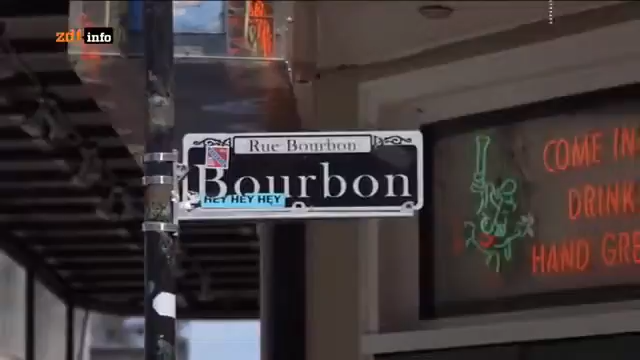 zdf info
Rue Bourbon
Bourbon
HEY HEY HEY
COME IN
DRINK
HAND GRE